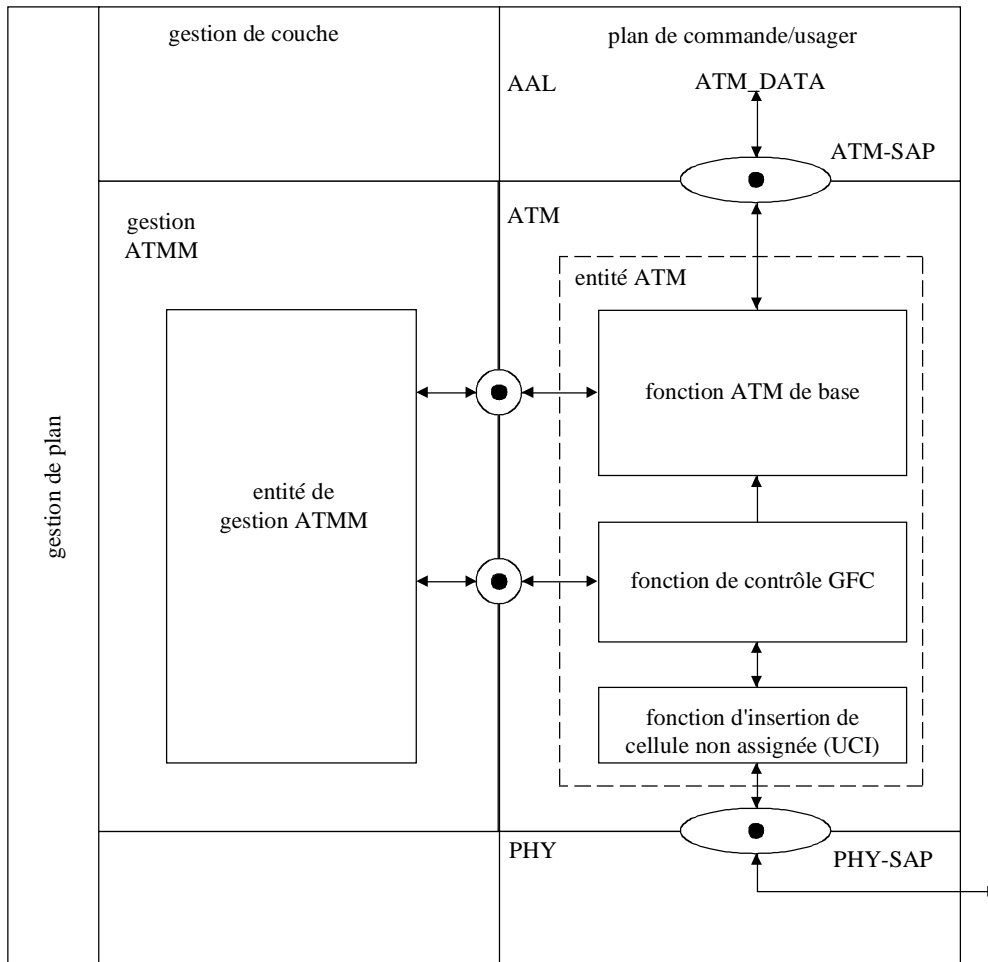 gestion de couche
plan de commande/usager
AAL
ATM_DATA
ATM-SAP
gestion
ATMM
ATM
entité ATM
fonction ATM de base
gestion de plan
entité de
gestion ATMM
fonction de contrôle GFC
fonction d'insertion de
cellule non assignée (UCI)
PHY
PHY-SAP